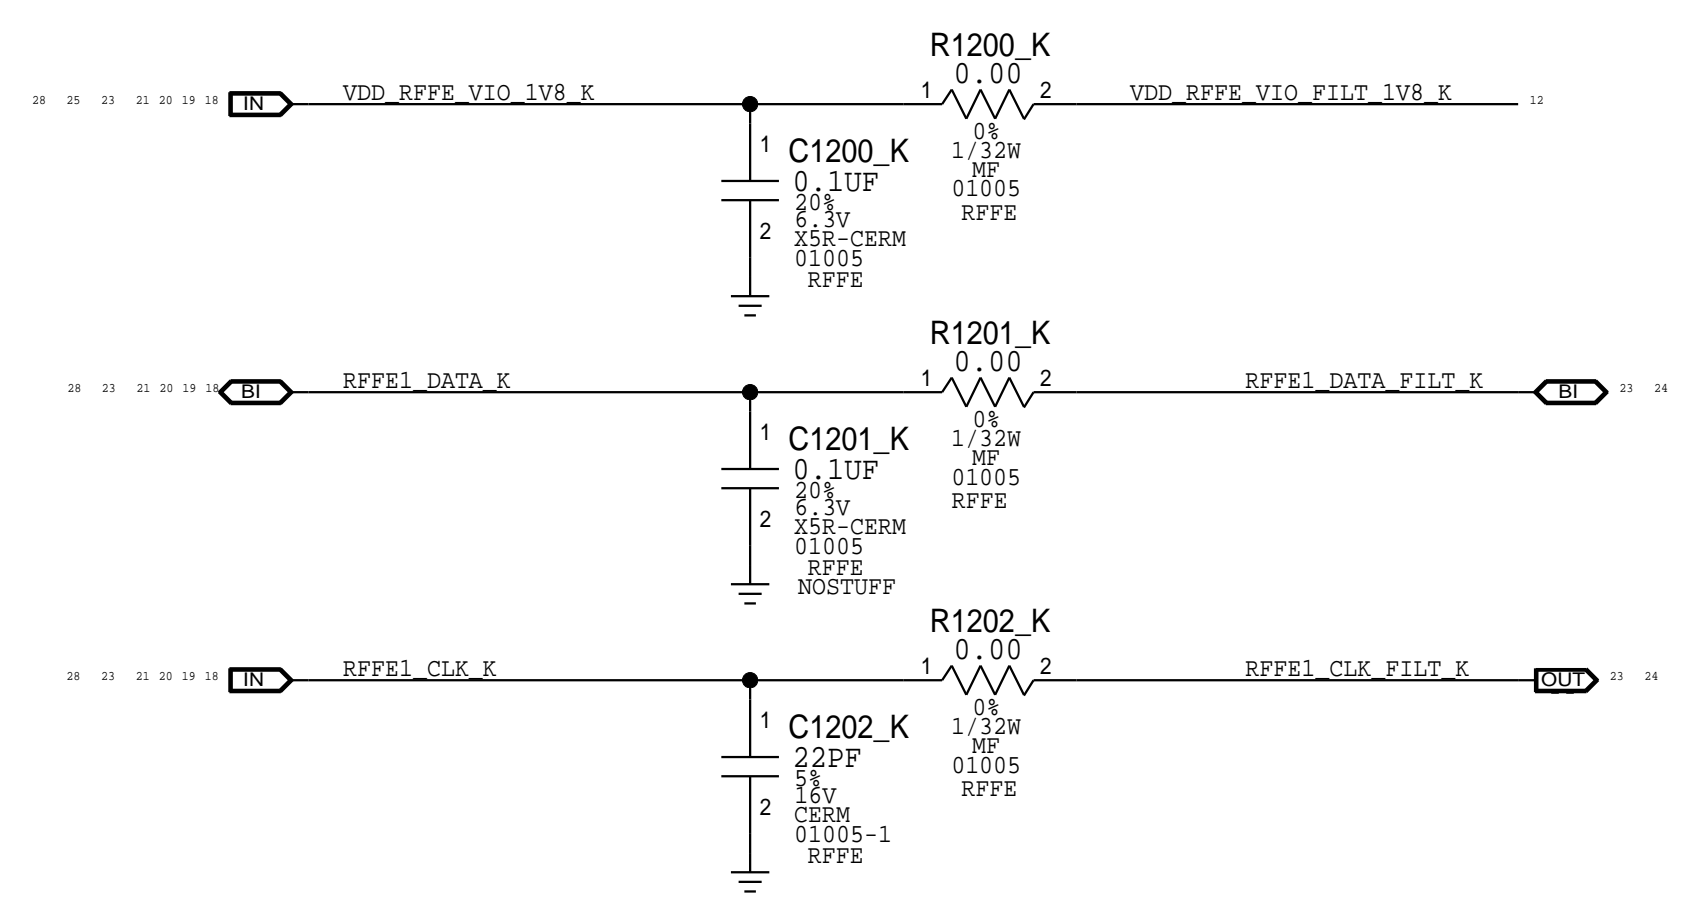 R1200_K
0.00
28 25 23 21 20 19 18 IN VDD_RFFE_VIO_1V8_K 1 2 VDD_RFFE_VIO_FILT_1V8_K 12
0%
1/32W
MF
01005
RFFE
1 C1200_K
0.1UF
20%
6.3V
2 X5R-CERM
01005
RFFE
R1201_K
0.00
28 23 21 20 19 18 BI RFFE1_DATA_K 1 2 RFFE1_DATA_FILT_K BI 23 24
0%
1/32W
MF
01005
RFFE
1 C1201_K
0.1UF
20%
6.3V
2 X5R-CERM
01005
RFFE
NOSTUFF
R1202_K
0.00
28 23 21 20 19 18 IN RFFE1_CLK_K 1 2 RFFE1_CLK_FILT_K OUT 23 24
0%
1/32W
MF
01005
RFFE
1 C1202_K
22PF
5%
16V
2 CERM
01005-1
RFFE